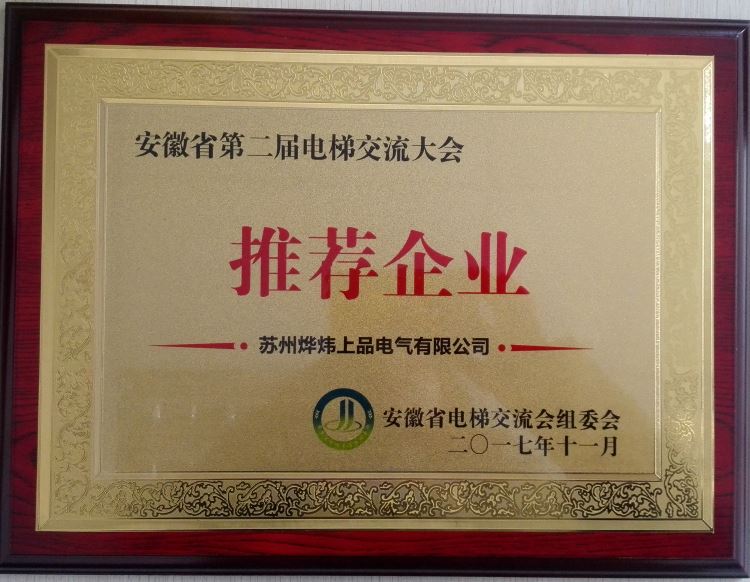 安徽省第二届电梯交流大会
推荐企业
苏州烨炜上品电气有限公司
安徽省电梯交流会组委会
二〇一七年十一月